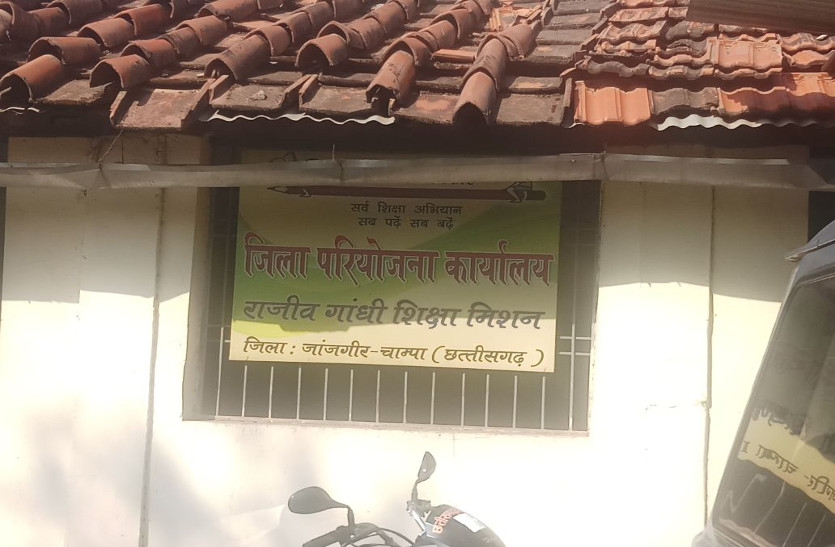 सर्व शिक्षा अभियान
सब पढ़ें सब बढ़ें
जिला परियोजना कार्यालय
राजीव गांधी शिक्षा मिशन
जिला : जांजगीर-चाम्पा (छत्तीसगढ़)